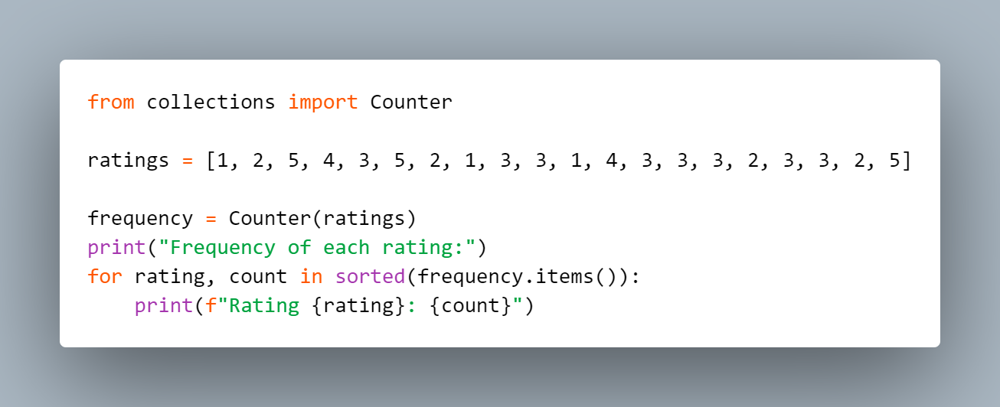 from collections import Counter
ratings = [1, 2, 5, 4, 3, 5, 2, 1, 3, 3, 1, 4, 3, 3, 3, 2, 3, 3, 2, 5]
frequency = Counter(ratings)
print("Frequency of each rating:")
for rating, count in sorted(frequency.items()):
    print(f"Rating {rating}: {count}")